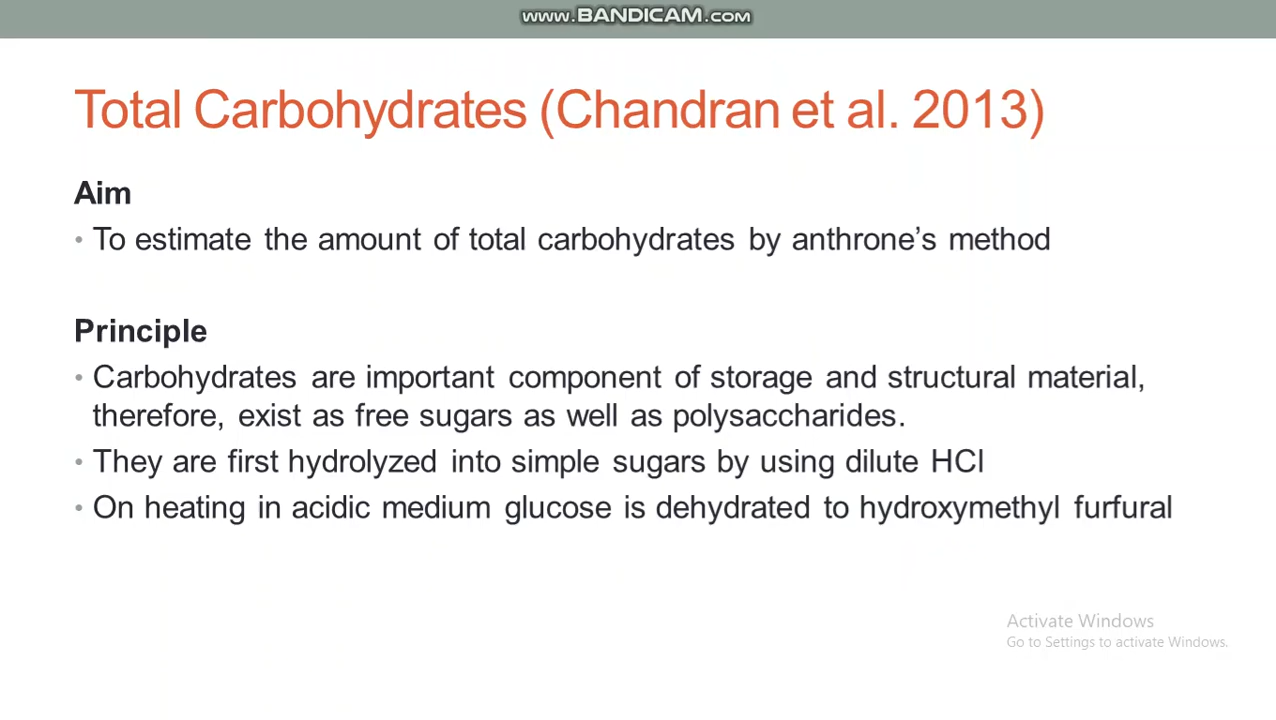 www.BANDICAM.com
Total Carbohydrates (Chandran et al. 2013)
Aim
• To estimate the amount of total carbohydrates by anthrone’s method
Principle
• Carbohydrates are important component of storage and structural material,
therefore, exist as free sugars as well as polysaccharides.
• They are first hydrolyzed into simple sugars by using dilute HCl
• On heating in acidic medium glucose is dehydrated to hydroxymethyl furfural
Activate Windows
Go to Settings to activate Windows.